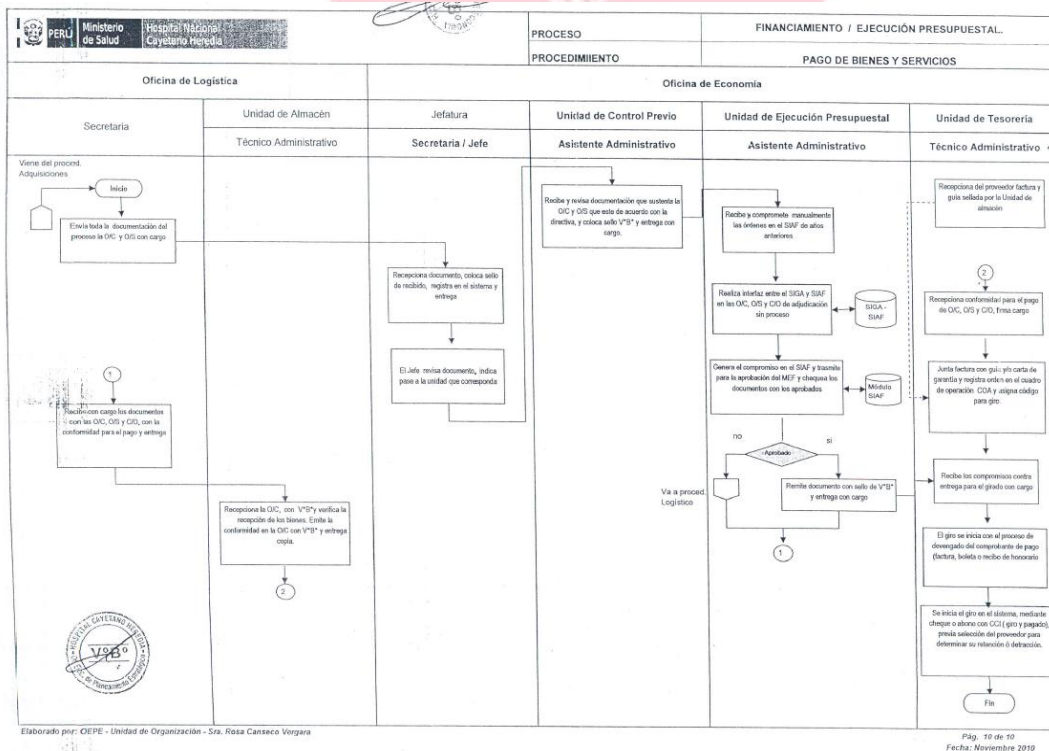 PERÚ
Ministerio
de Salud
Hospital Nacional
Cayetano Heredia
PROCESO
FINANCIAMIENTO / EJECUCIÓN PRESUPUESTAL.
PROCEDIMIIENTO
PAGO DE BIENES Y SERVICIOS
Oficina de Logística
Oficina de Economía
Secretaria
Unidad de Almacén
Técnico Administrativo
Jefatura
Secretaria / Jefe
Unidad de Control Previo
Asistente Administrativo
Unidad de Ejecución Presupuestal
Asistente Administrativo
Unidad de Tesorería
Técnico Administrativo
Viene del proced.
Adquisiciones
Inicio
Envía toda la documentación del
proceso la O/C y O/S con cargo
1
Recibe con cargo los documentos
con las O/C, O/S y C/O, con la
conformidad para el pago y entrega
Recepciona la O/C, con V°B° y verifica la
recepción de los bienes. Emite la
conformidad en la O/C con V°B° y entrega
copia.
2
Recepciona documento, coloca sello
de recibido, registra en el sistema y
entrega
El Jefe revisa documento, indica
pase a la unidad que corresponda
Recibe y revisa documentación que sustenta la
O/C y O/S que este de acuerdo con la
directiva, y coloca sello V°B° y entrega con
cargo.
Recibe y compromete manualmente
las órdenes en el SIAF de años
anteriores
Realiza interfaz entre el SIGA y SIAF
en las O/C, O/S y C/O de adjudicación
sin proceso
SIGA -
SIAF
Genera el compromiso en el SIAF y trasmite
para la aprobación del MEF y chequea los
documentos con los aprobados
Módulo
SIAF
no
si
Aprobado
Va a proced.
Logístico
Remite documento con sello de V°B°
y entrega con cargo
1
Recepciona del proveedor factura y
guía sellada por la Unidad de
almacén
2
Recepciona conformidad para el pago
de O/C, O/S y C/O, firma cargo
Junta factura con guía y/o carta de
garantía y registra orden en el cuadro
de operación COA y asigna código
para giro.
Recibe los compromisos contra
entrega para el girado con cargo
El giro se inicia con el proceso de
devengado del comprobante de pago
(factura, boleta o recibo de honorario
Se inicia el giro en el sistema, mediante
cheque o abono con CCI ( giro y pagado),
previa selección del proveedor para
determinar su retención ó detracción.
Fin
HOSPITAL CAYETANO HEREDIA
V°B°
de Planeamiento Estratégico
Elaborado por: OEPE - Unidad de Organización - Sra. Rosa Canseco Vergara
Pág. 10 de 10
Fecha: Noviembre 2010